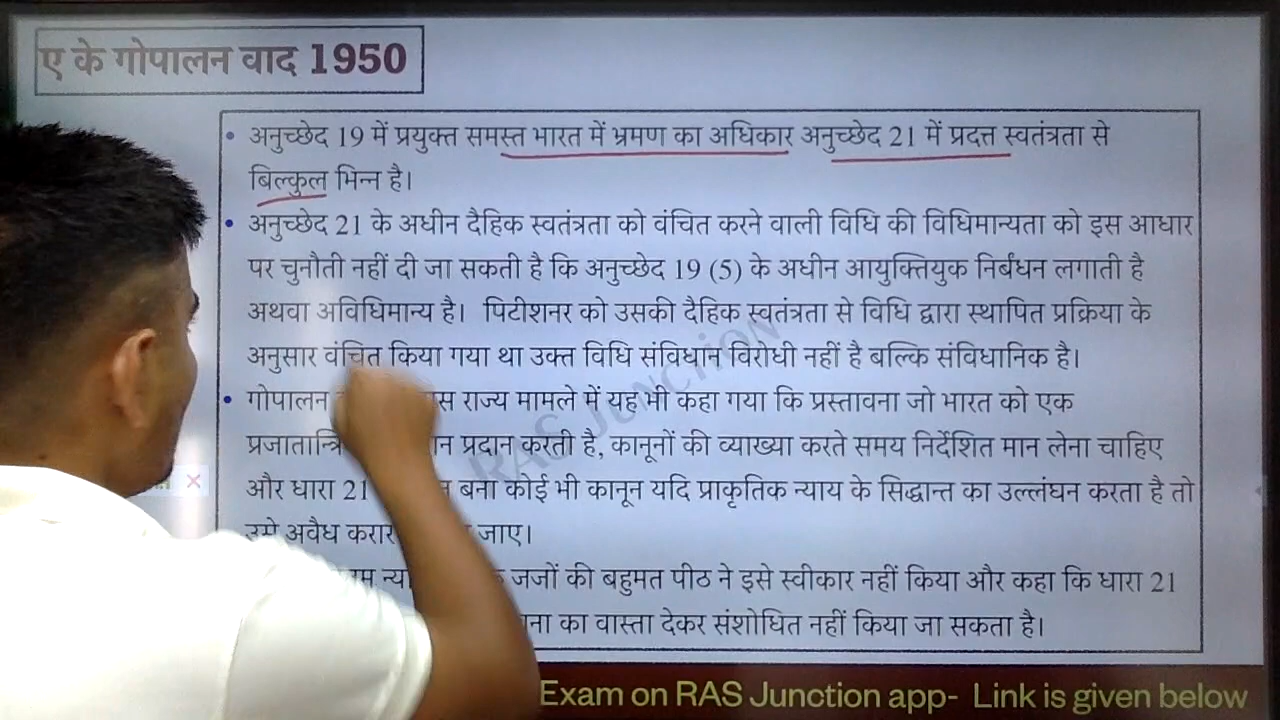 ए के गोपालन वाद 1950
अनुच्छेद 19 में प्रयुक्त समस्त भारत में भ्रमण का अधिकार अनुच्छेद 21 में प्रदत्त स्वतंत्रता से
बिल्कुल भिन्न है।
अनुच्छेद 21 के अधीन दैहिक स्वतंत्रता को वंचित करने वाली विधि की विधिमान्यता को इस आधार
पर चुनौती नहीं दी जा सकती है कि अनुच्छेद 19 (5) के अधीन आयुक्तियुक निर्बंधन लगाती है
अथवा अविधिमान्य है। पिटीशनर को उसकी दैहिक स्वतंत्रता से विधि द्वारा स्थापित प्रक्रिया के
अनुसार वंचित किया गया था उक्त विधि संविधान विरोधी नहीं है बल्कि संविधानिक है।
गोपालन राज्य मामले में यह भी कहा गया कि प्रस्तावना जो भारत को एक
प्रदान करती है, कानूनों की व्याख्या करते समय निर्देशित मान लेना चाहिए
और धारा 21 बना कोई भी कानून यदि प्राकृतिक न्याय के सिद्धान्त का उल्लंघन करता है तो
उसे अवैध करार जाए।
जजों की बहुमत पीठ ने इसे स्वीकार नहीं किया और कहा कि धारा 21
का वास्ता देकर संशोधित नहीं किया जा सकता है।
RAS Junction
Exam on RAS Junction app- Link is given below